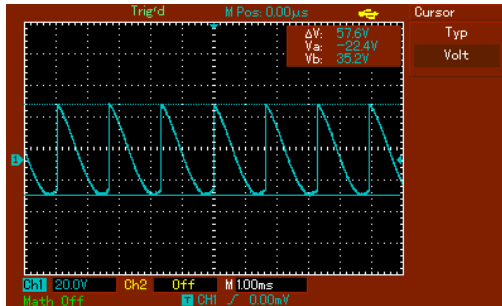 Trig'd M Pos: 0.00µs Cursor
ΔV: 57.6V
Va: -22.4V
Vb: 35.2V
Typ
Volt
1
Ch1 20.0V Ch2 Off M 1.00ms
Math Off T CH1 0.00mV